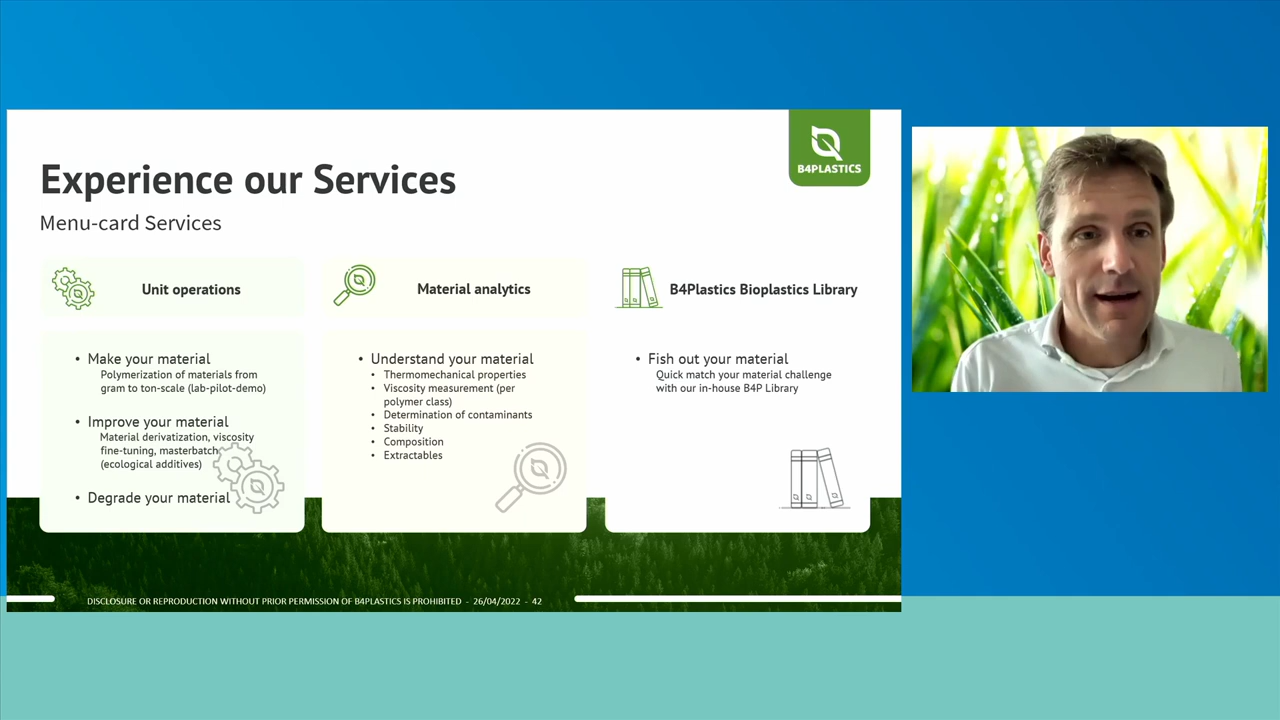 B4PLASTICS
Experience our Services
Menu-card Services
Unit operations
• Make your material
Polymerization of materials from
gram to ton-scale (lab-pilot-demo)
• Improve your material
Material derivatization, viscosity
fine-tuning, masterbatch
(ecological additives)
• Degrade your material
Material analytics
• Understand your material
• Thermomechanical properties
• Viscosity measurement (per
polymer class)
• Determination of contaminants
• Stability
• Composition
• Extractables
B4Plastics Bioplastics Library
• Fish out your material
Quick match your material challenge
with our in-house B4P Library
DISCLOSURE OR REPRODUCTION WITHOUT PRIOR PERMISSION OF B4PLASTICS IS PROHIBITED - 26/04/2022 - 42